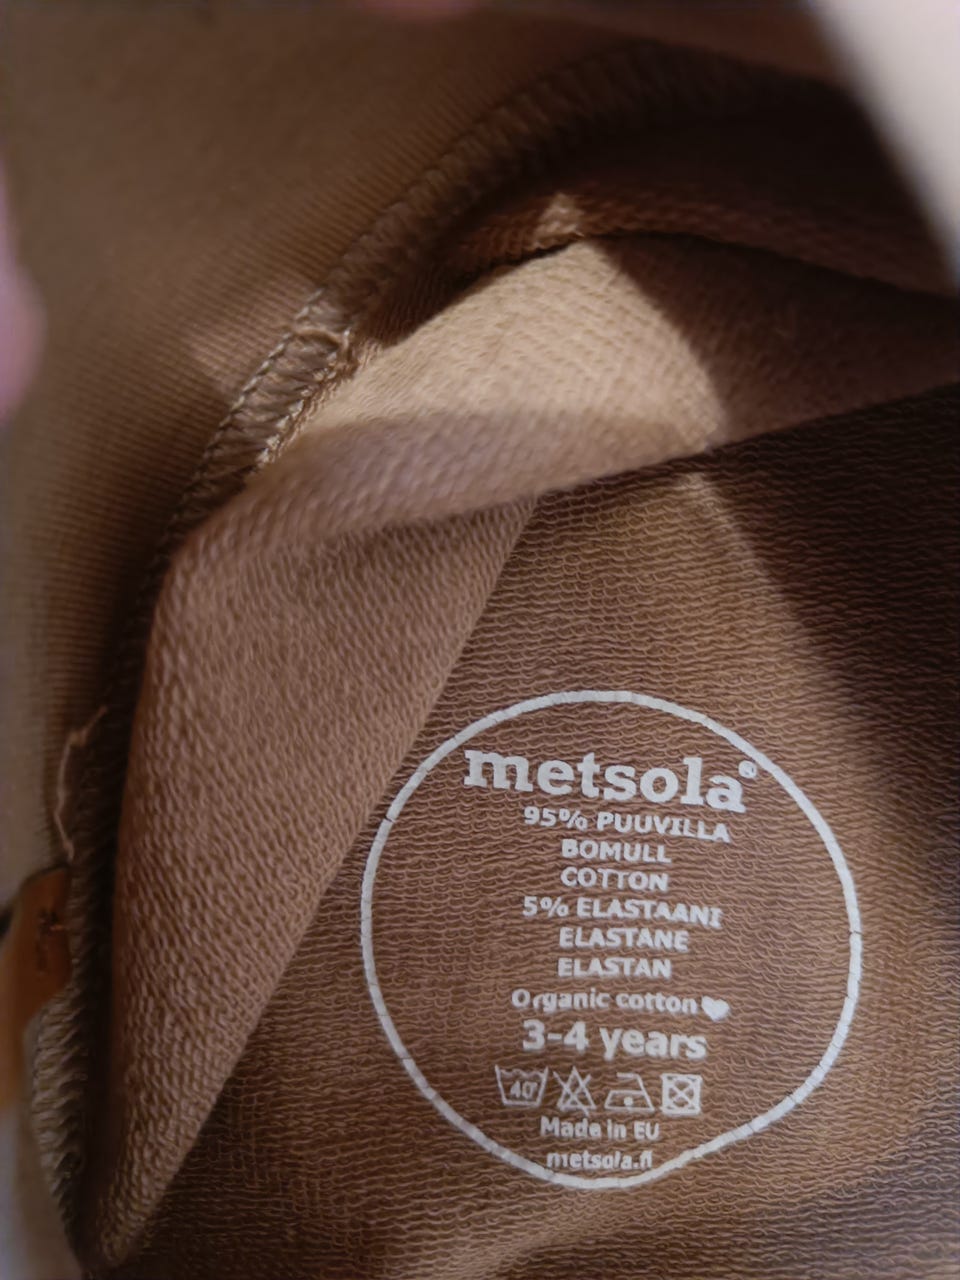 metsola®
95% PUUVILLA
BOMULL
COTTON
5% ELASTAANI
ELASTANE
ELASTAN
Organic cotton
3-4 years
40°
Made in EU
metsola.fi